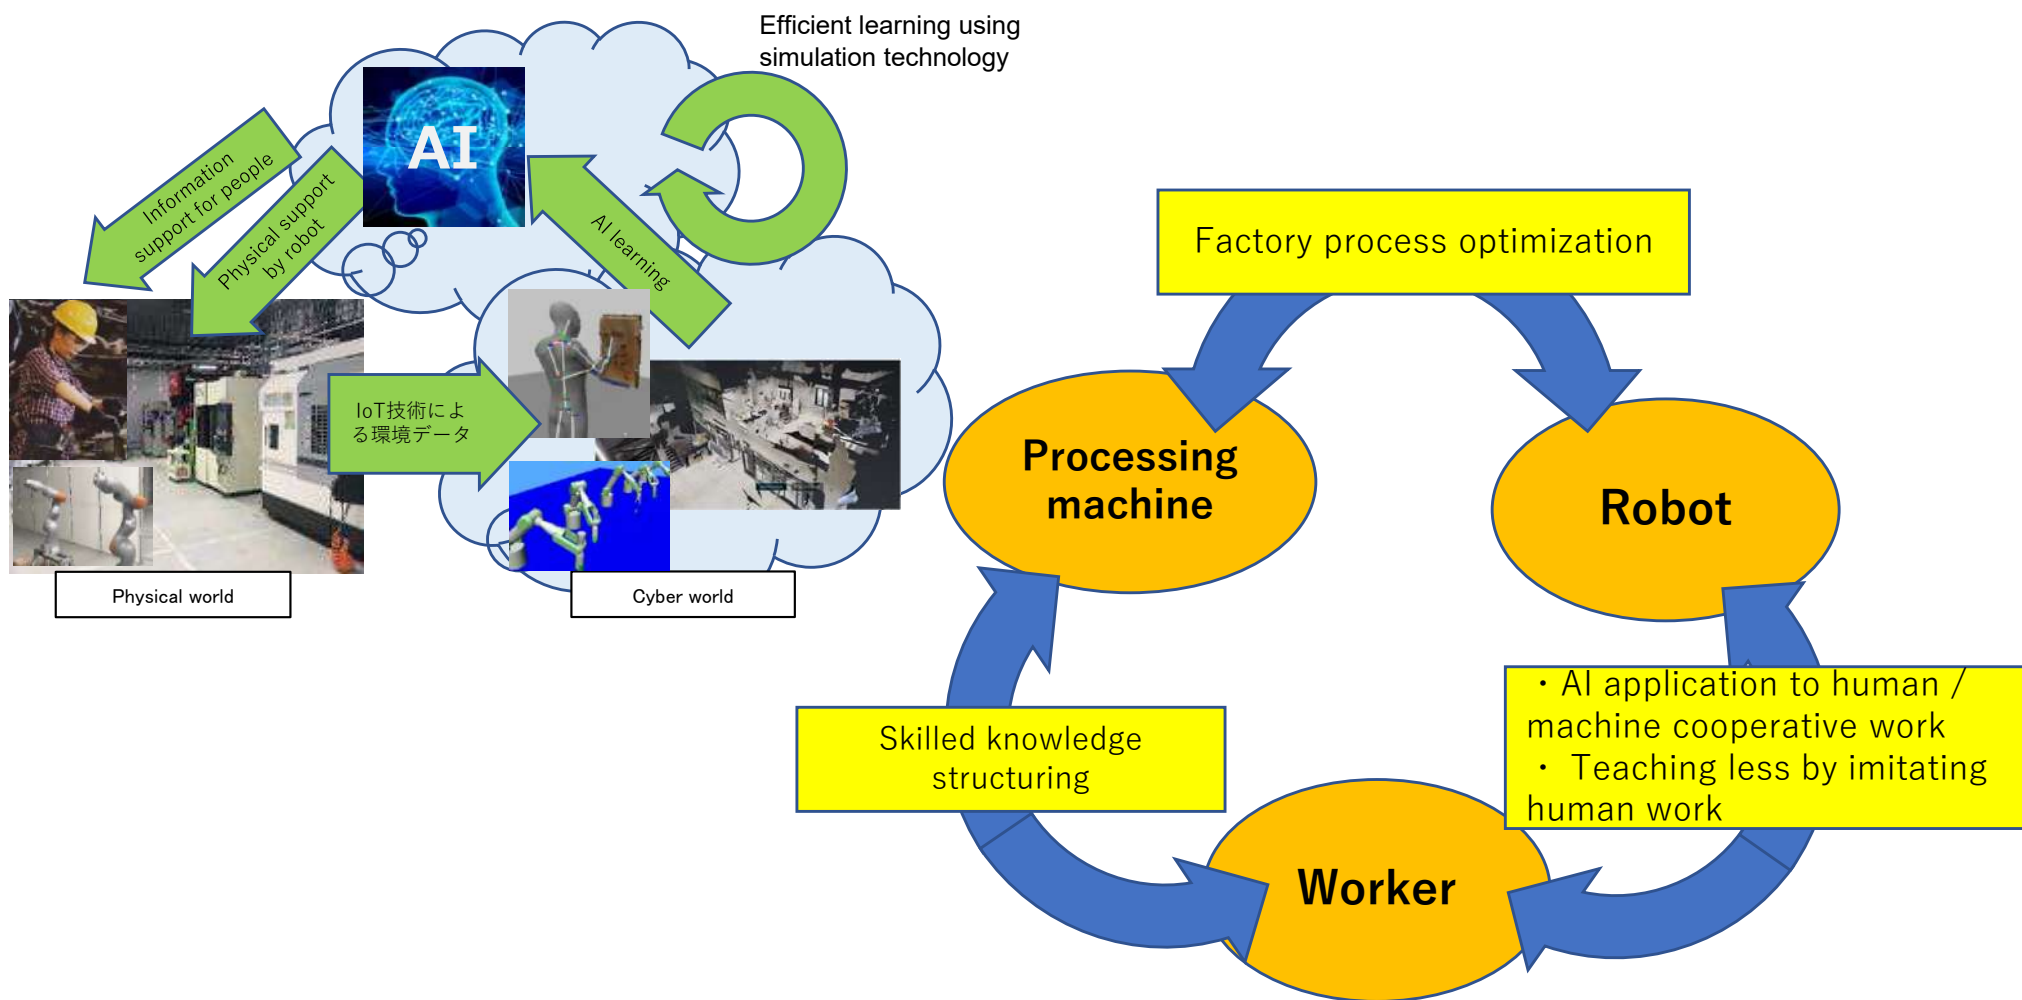 Efficient learning using
simulation technology
AI
Information
support for people
Physical support
by robot
AI learning
IoT技術によ
る環境データ
Physical world
Cyber world
Factory process optimization
Processing
machine
Robot
Skilled knowledge
structuring
・AI application to human /
machine cooperative work
・ Teaching less by imitating
human work
Worker